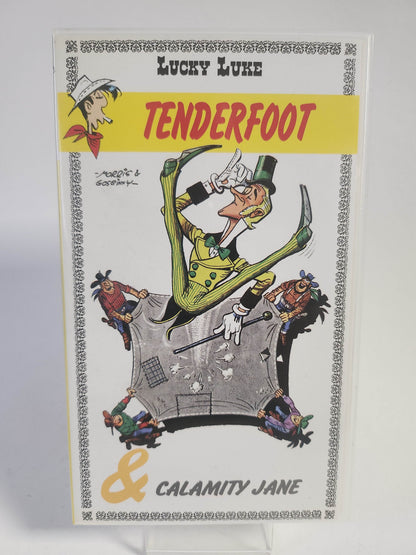 LUCKY LUKE
TENDERFOOT
MORRIS &
GOSCINNY
& CALAMITY JANE